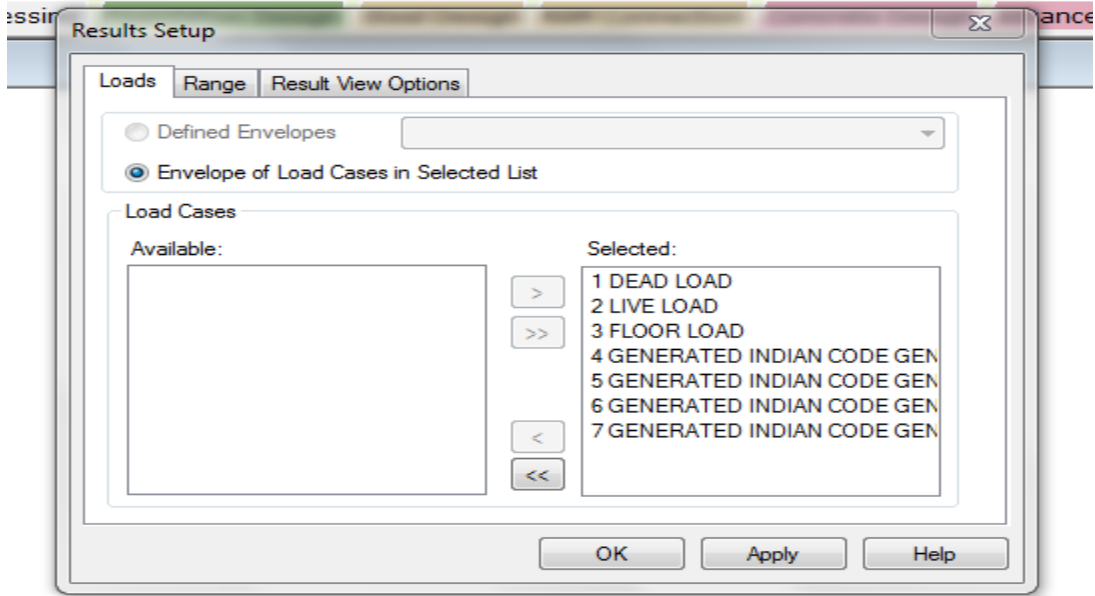 Results Setup
Loads
Range
Result View Options
Defined Envelopes
Envelope of Load Cases in Selected List
Load Cases
Available:
Selected:
1 DEAD LOAD
2 LIVE LOAD
3 FLOOR LOAD
4 GENERATED INDIAN CODE GEN
5 GENERATED INDIAN CODE GEN
6 GENERATED INDIAN CODE GEN
7 GENERATED INDIAN CODE GEN
>
>>
<
<<
OK
Apply
Help